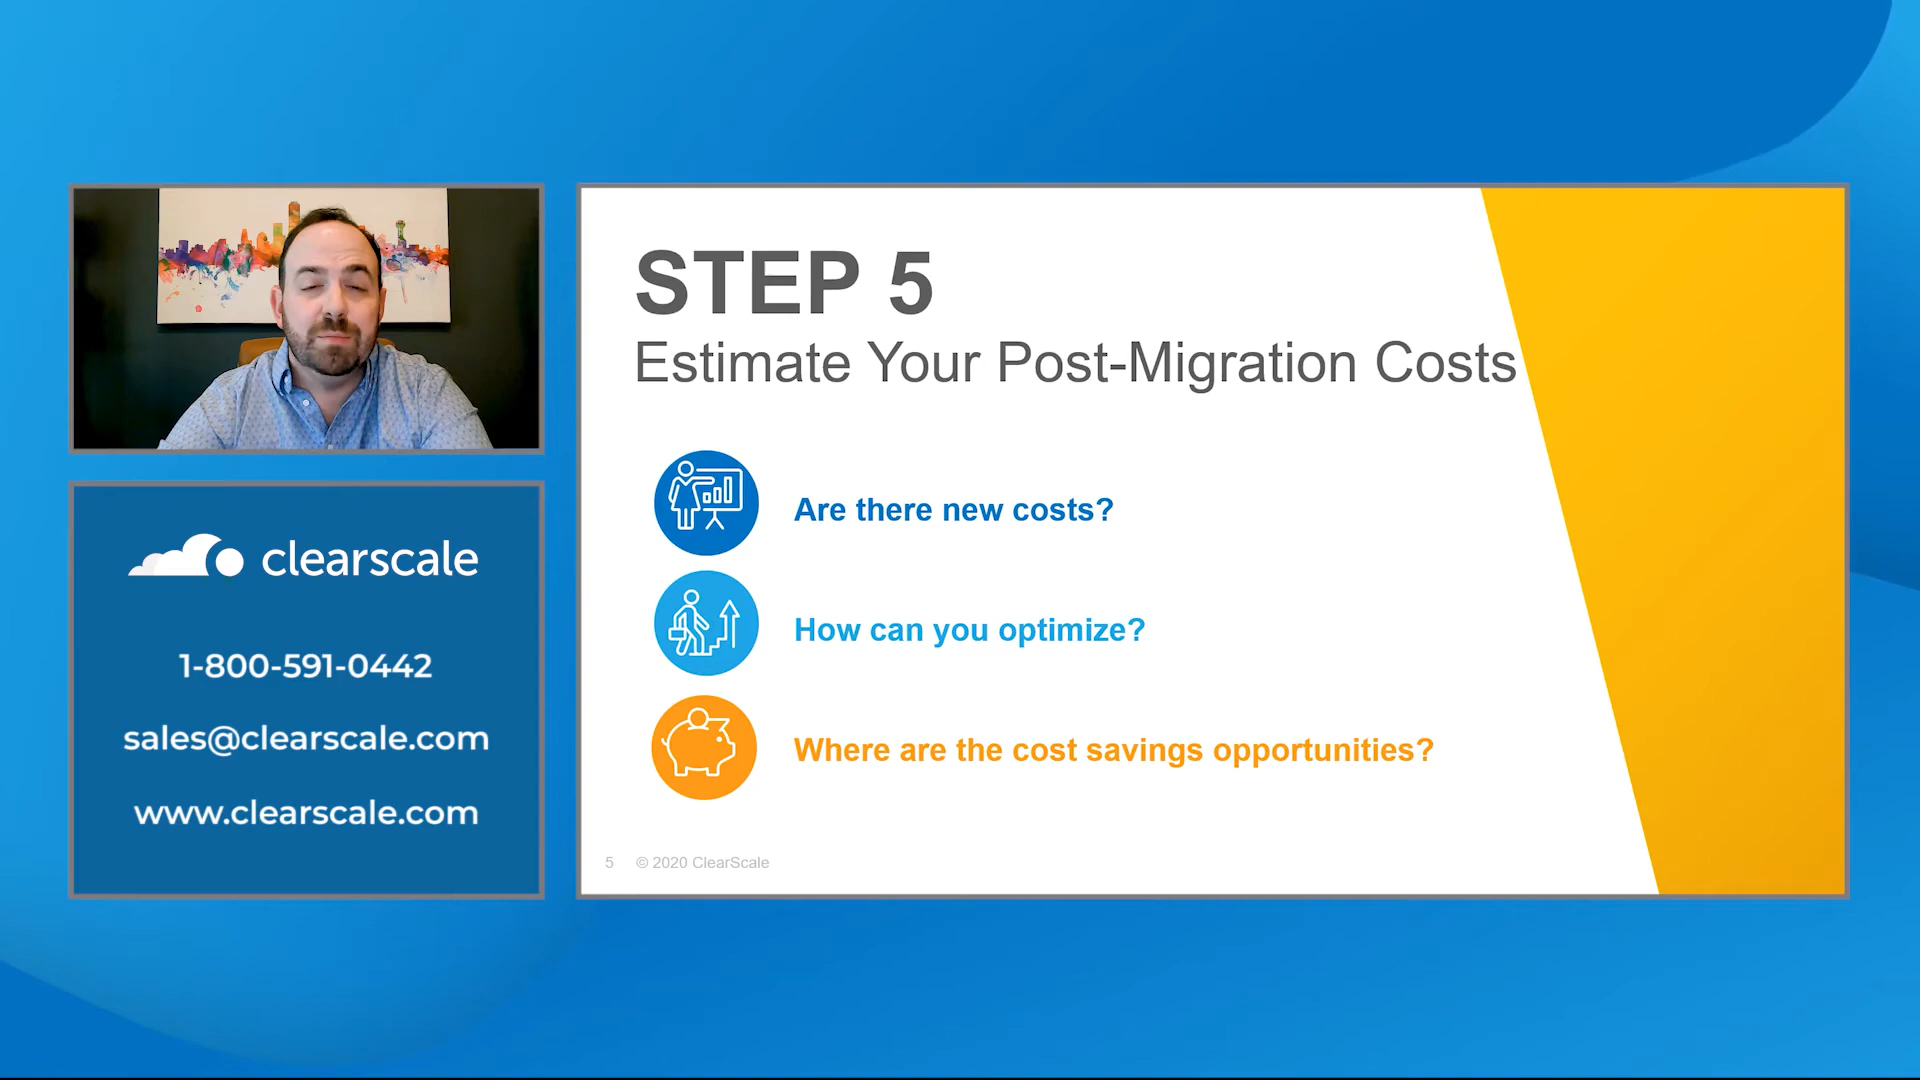 clearscale
1-800-591-0442
sales@clearscale.com
www.clearscale.com
STEP 5
Estimate Your Post-Migration Costs
Are there new costs?
How can you optimize?
Where are the cost savings opportunities?
5 © 2020 ClearScale